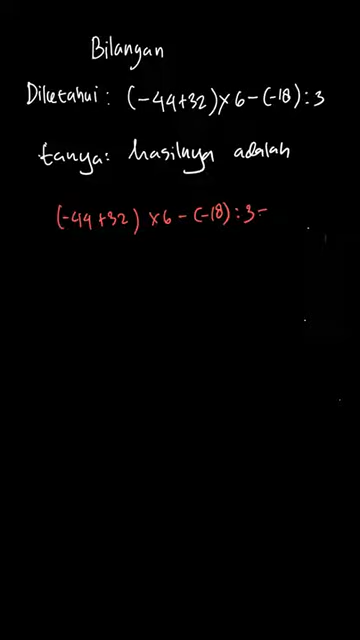 Bilangan
Diketahui : (-44+32)×6-(-18):3
tanya: hasilnya adalah
(-44+32)×6-(-18):3=